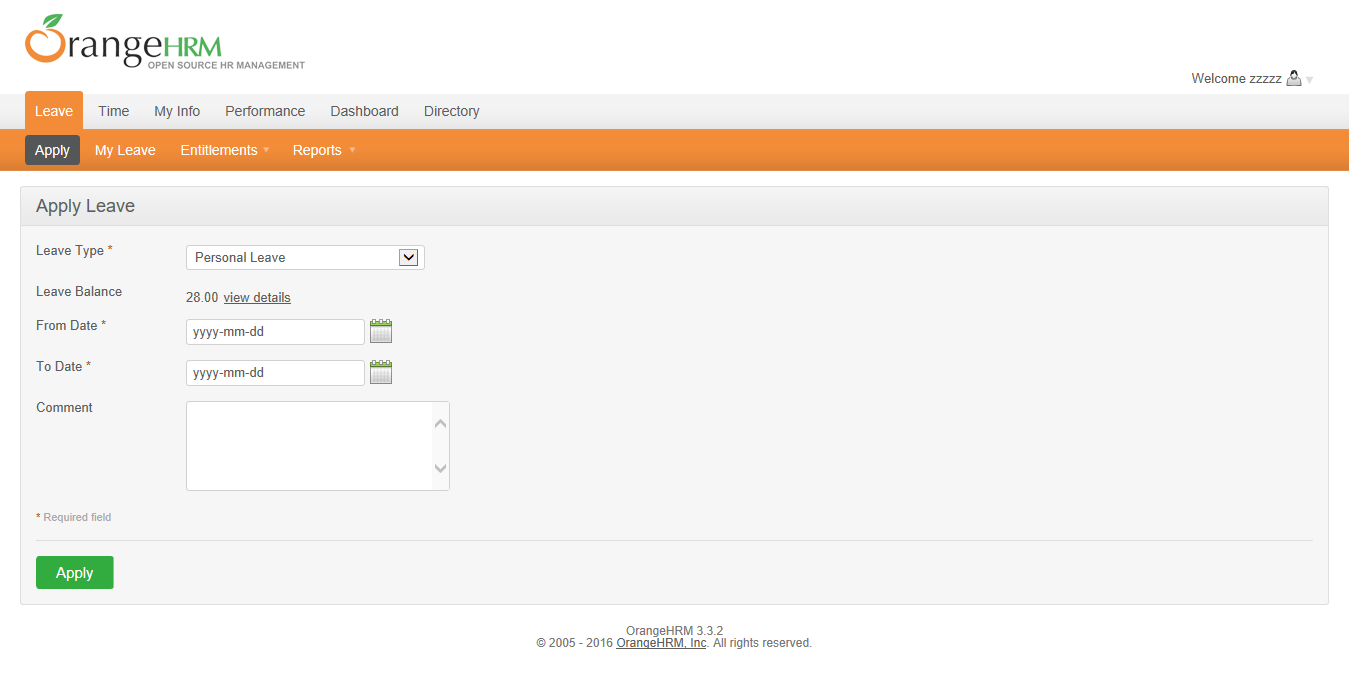 OrangeHRM
OPEN SOURCE HR MANAGEMENT
Welcome zzzzz
Leave Time My Info Performance Dashboard Directory
Apply My Leave Entitlements Reports
Apply Leave
Leave Type * Personal Leave
Leave Balance 28.00 view details
From Date * yyyy-mm-dd
To Date * yyyy-mm-dd
Comment
* Required field
Apply
OrangeHRM 3.3.2
© 2005 - 2016 OrangeHRM, Inc. All rights reserved.